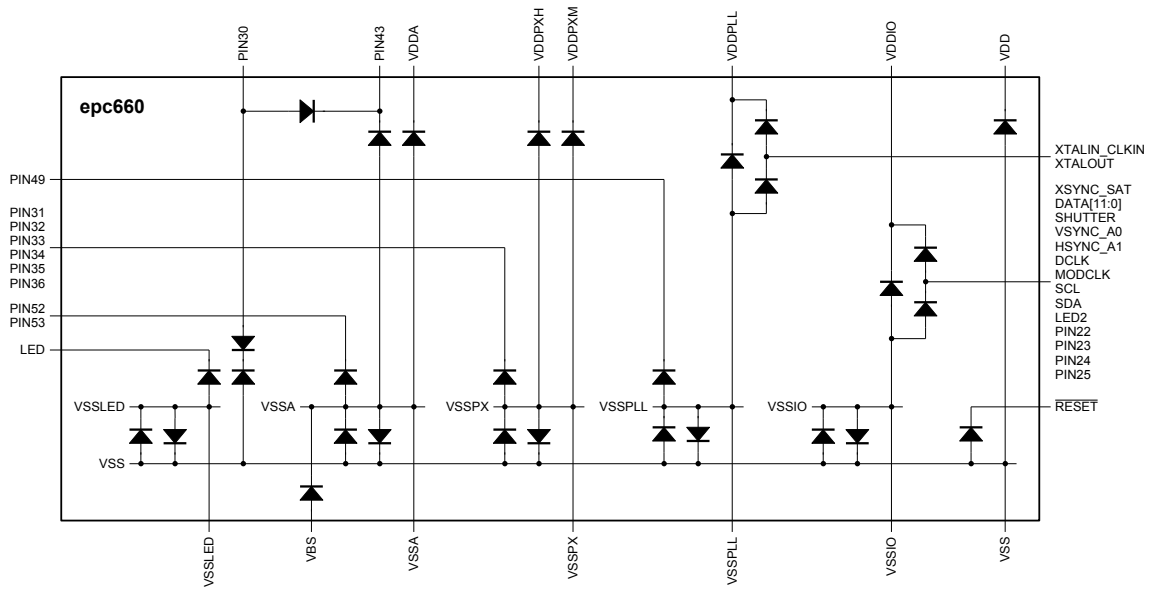 PIN30
PIN43
VDDA
VDDPXH
VDDPXM
VDDPLL
VDDIO
VDD
epc660
XTALIN_CLKIN
XTALOUT
PIN49
XSYNC_SAT
DATA[11:0]
SHUTTER
VSYNC_A0
HSYNC_A1
DCLK
MODCLK
SCL
SDA
LED2
PIN22
PIN23
PIN24
PIN25
PIN31
PIN32
PIN33
PIN34
PIN35
PIN36
PIN52
PIN53
LED
VSSLED
VSSA
VSSPX
VSSPLL
VSSIO
RESET
VSS
VSSLED
VBS
VSSA
VSSPX
VSSPLL
VSSIO
VSS